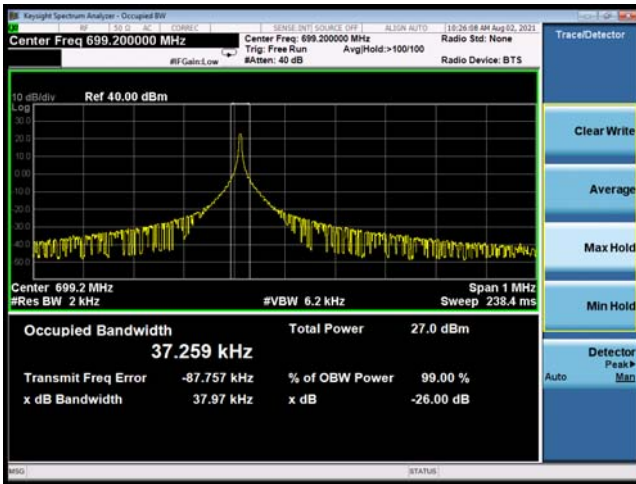 Keysight Spectrum Analyzer - Occupied BW
RF 50 Ω AC CORREC SENSE:INT SOURCE OFF ALIGN AUTO 10:26:08 AM Aug 02, 2021
Center Freq 699.200000 MHz
Center Freq: 699.200000 MHz
Radio Std: None
Trig: Free Run Avg|Hold:>100/100
#IFGain:Low #Atten: 40 dB Radio Device: BTS
Trace/Detector
10 dB/div Ref 40.00 dBm
Log
30.0
20.0
10.0
0.00
-10.0
-20.0
-30.0
-40.0
-50.0
Center 699.2 MHz Span 1 MHz
#Res BW 2 kHz #VBW 6.2 kHz Sweep 238.4 ms
Occupied Bandwidth Total Power 27.0 dBm
37.259 kHz
Transmit Freq Error -87.757 kHz % of OBW Power 99.00 %
x dB Bandwidth 37.97 kHz x dB -26.00 dB
Clear Write
Average
Max Hold
Min Hold
Detector
Peak▶
Auto Man
MSG STATUS